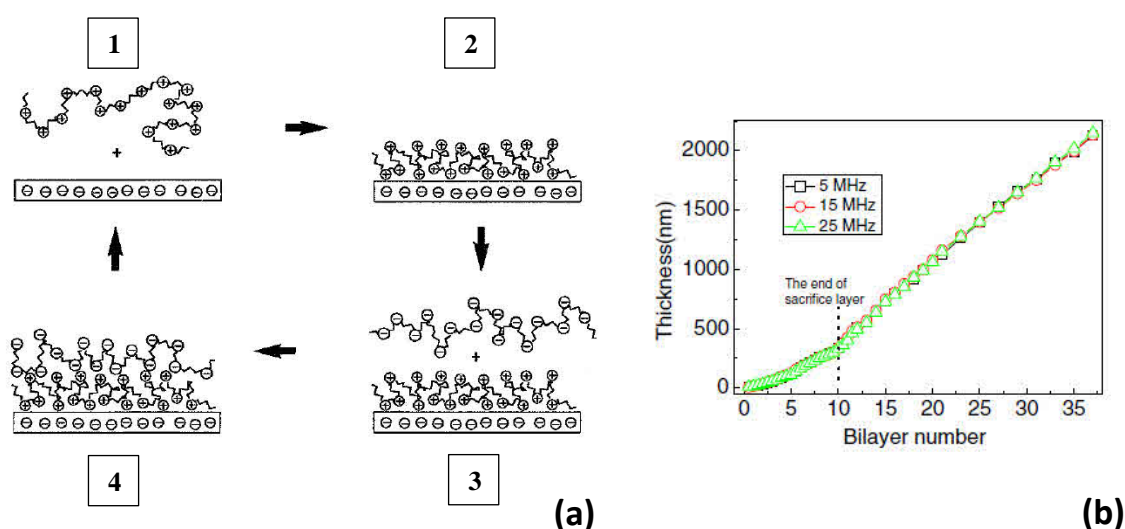 1
2
+
3
+
4
(a)
2000
1500
1000
500
0
Thickness(nm)
5 MHz
15 MHz
25 MHz
The end of
sacrifice layer
0 5 10 15 20 25 30 35
Bilayer number
(b)